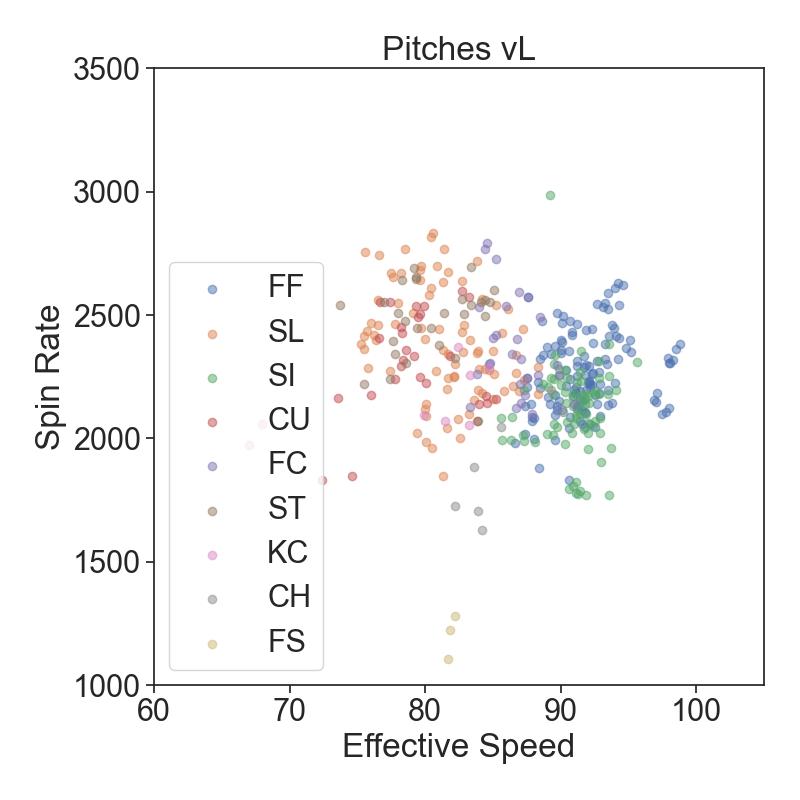 Pitches vL
3500
3000
2500
2000
1500
1000
Spin Rate
FF
SL
SI
CU
FC
ST
KC
CH
FS
60 70 80 90 100
Effective Speed